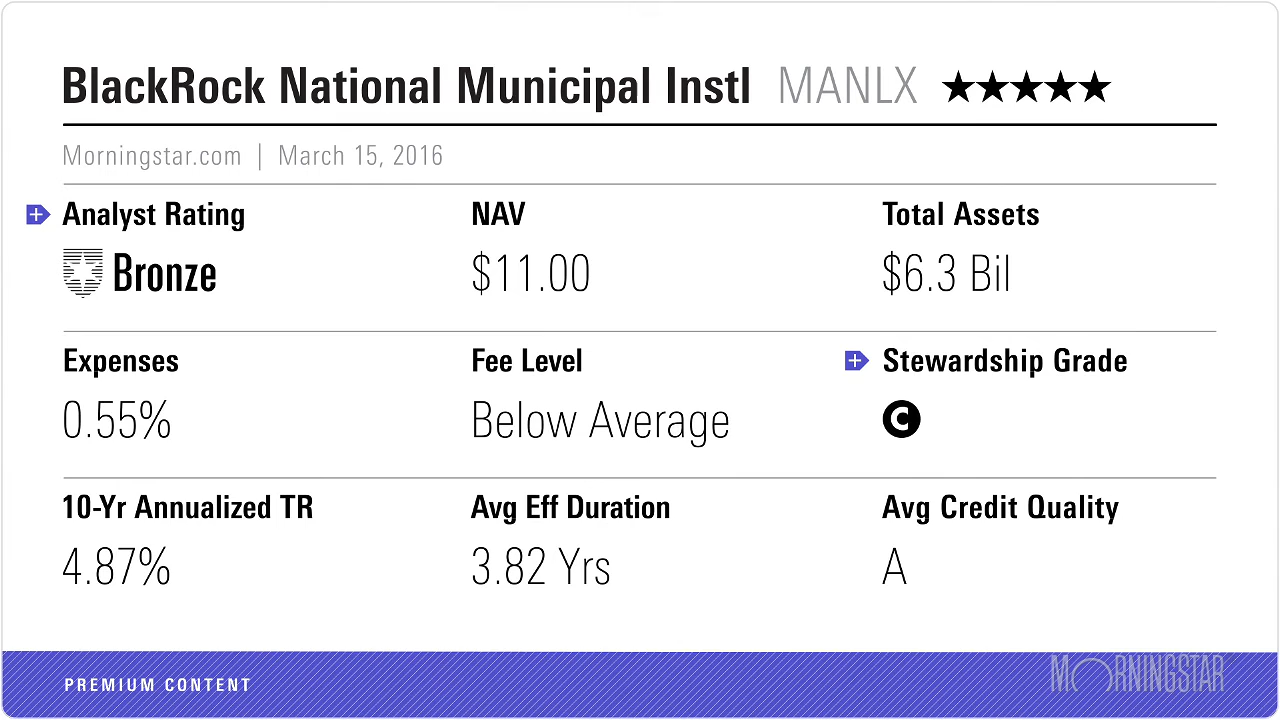 BlackRock National Municipal Instl MANLX ★★★★★
Morningstar.com | March 15, 2016
Analyst Rating NAV Total Assets
Bronze $11.00 $6.3 Bil
Expenses Fee Level Stewardship Grade
0.55% Below Average C
10-Yr Annualized TR Avg Eff Duration Avg Credit Quality
4.87% 3.82 Yrs A
PREMIUM CONTENT MORNINGSTAR